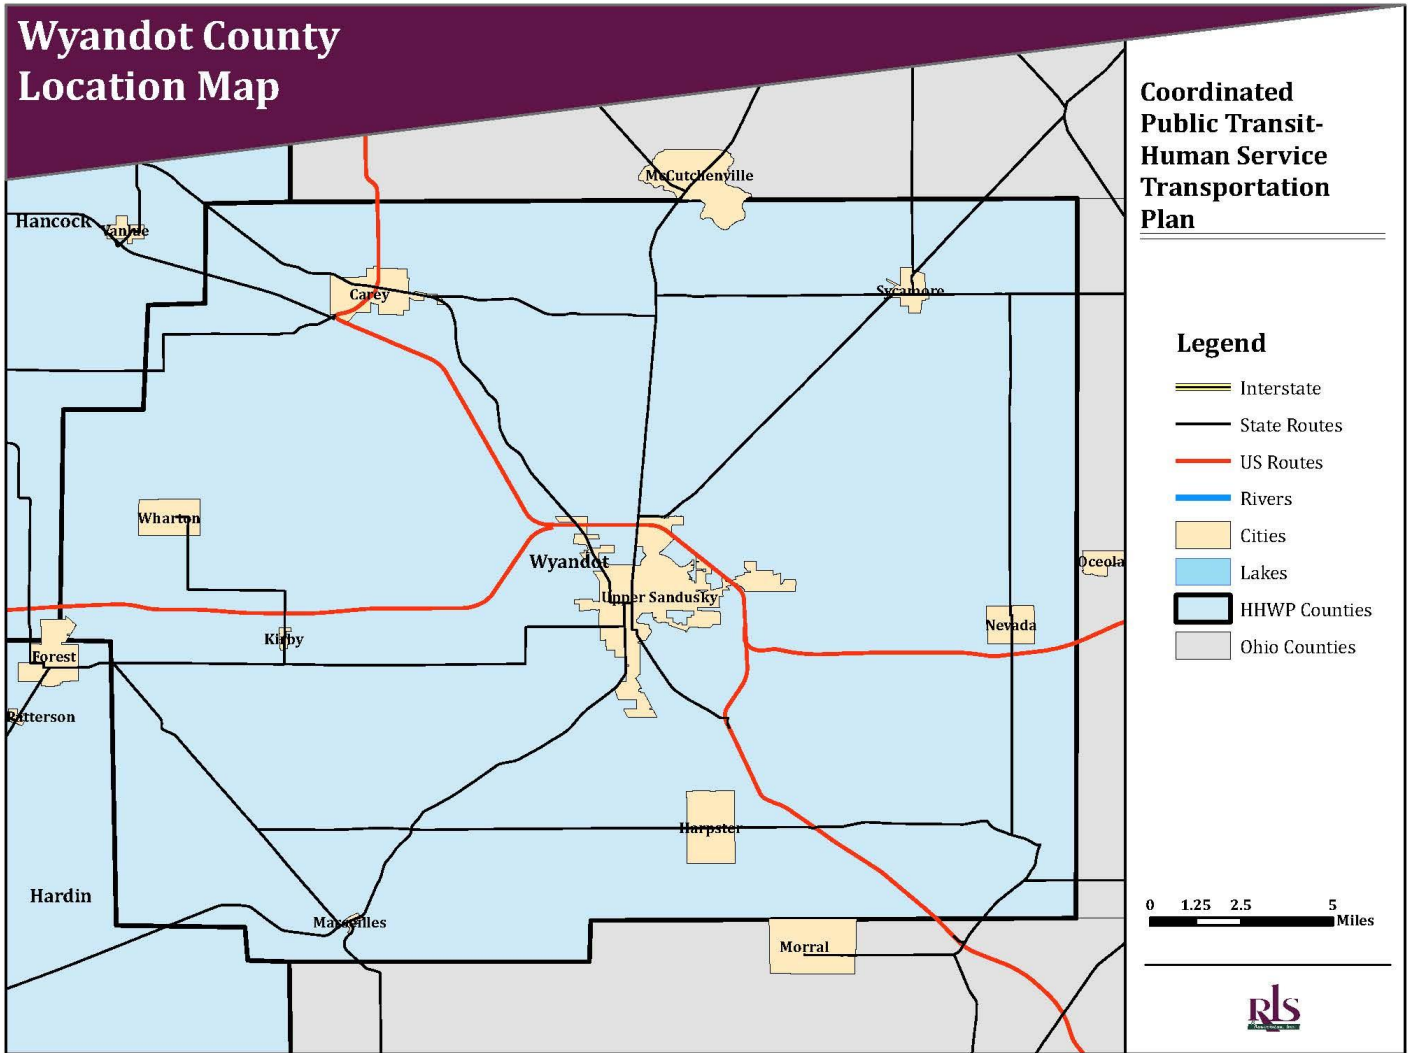 Wyandot County
Location Map
Coordinated
Public Transit-
Human Service
Transportation
Plan
McCutchenville
Hancock
Vanlue
Carey
Sycamore
Legend
Interstate
State Routes
US Routes
Rivers
Cities
Lakes
HHWP Counties
Ohio Counties
Wharton
Wyandot
Oceola
Upper Sandusky
Nevada
Kirby
Forest
Patterson
Harpster
Hardin
Marseilles
Morral
0 1.25 2.5 5
Miles
RLS
& Associates, Inc.